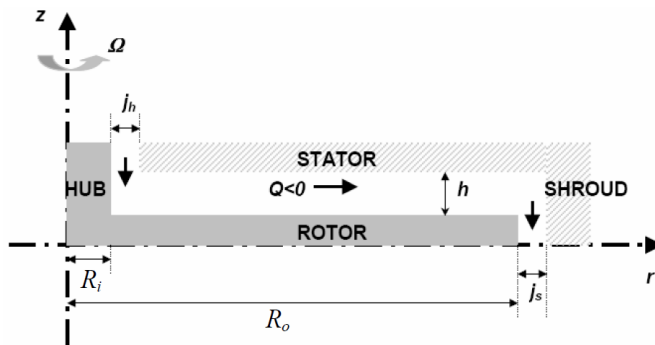 z
Ω
j_h
STATOR
HUB
Q<0
h
SHROUD
ROTOR
r
R_i
j_s
R_o